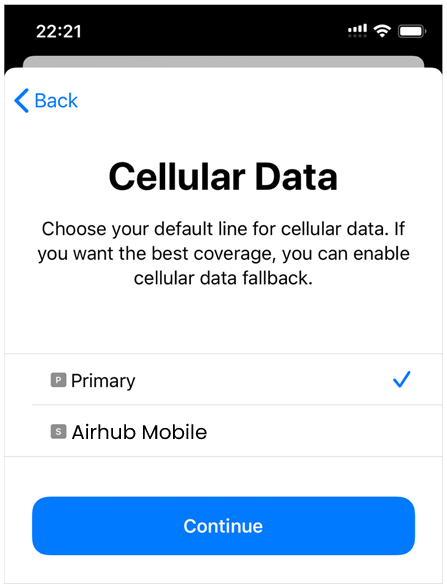 22:21
Back
Cellular Data
Choose your default line for cellular data. If
you want the best coverage, you can enable
cellular data fallback.
P Primary
S Airhub Mobile
Continue